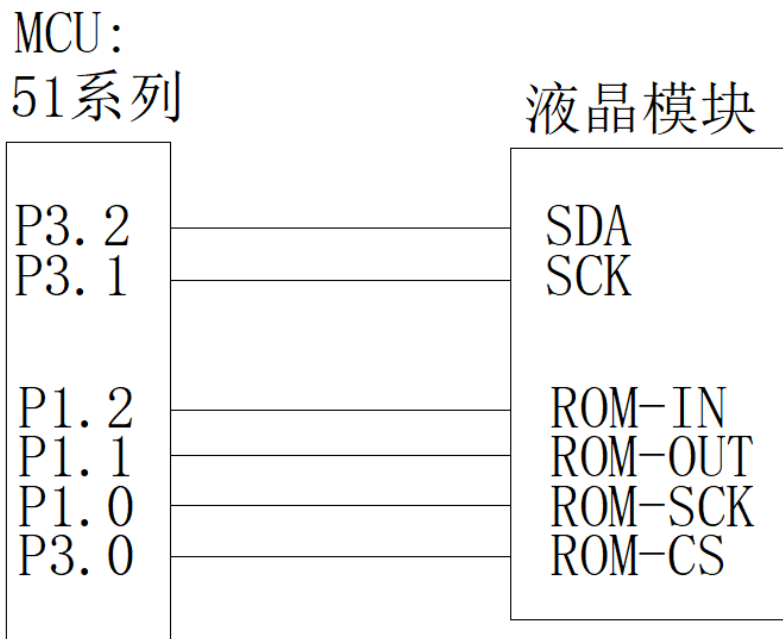 MCU:
51系列
液晶模块
P3.2
SDA
P3.1
SCK
P1.2
ROM-IN
P1.1
ROM-OUT
P1.0
ROM-SCK
P3.0
ROM-CS